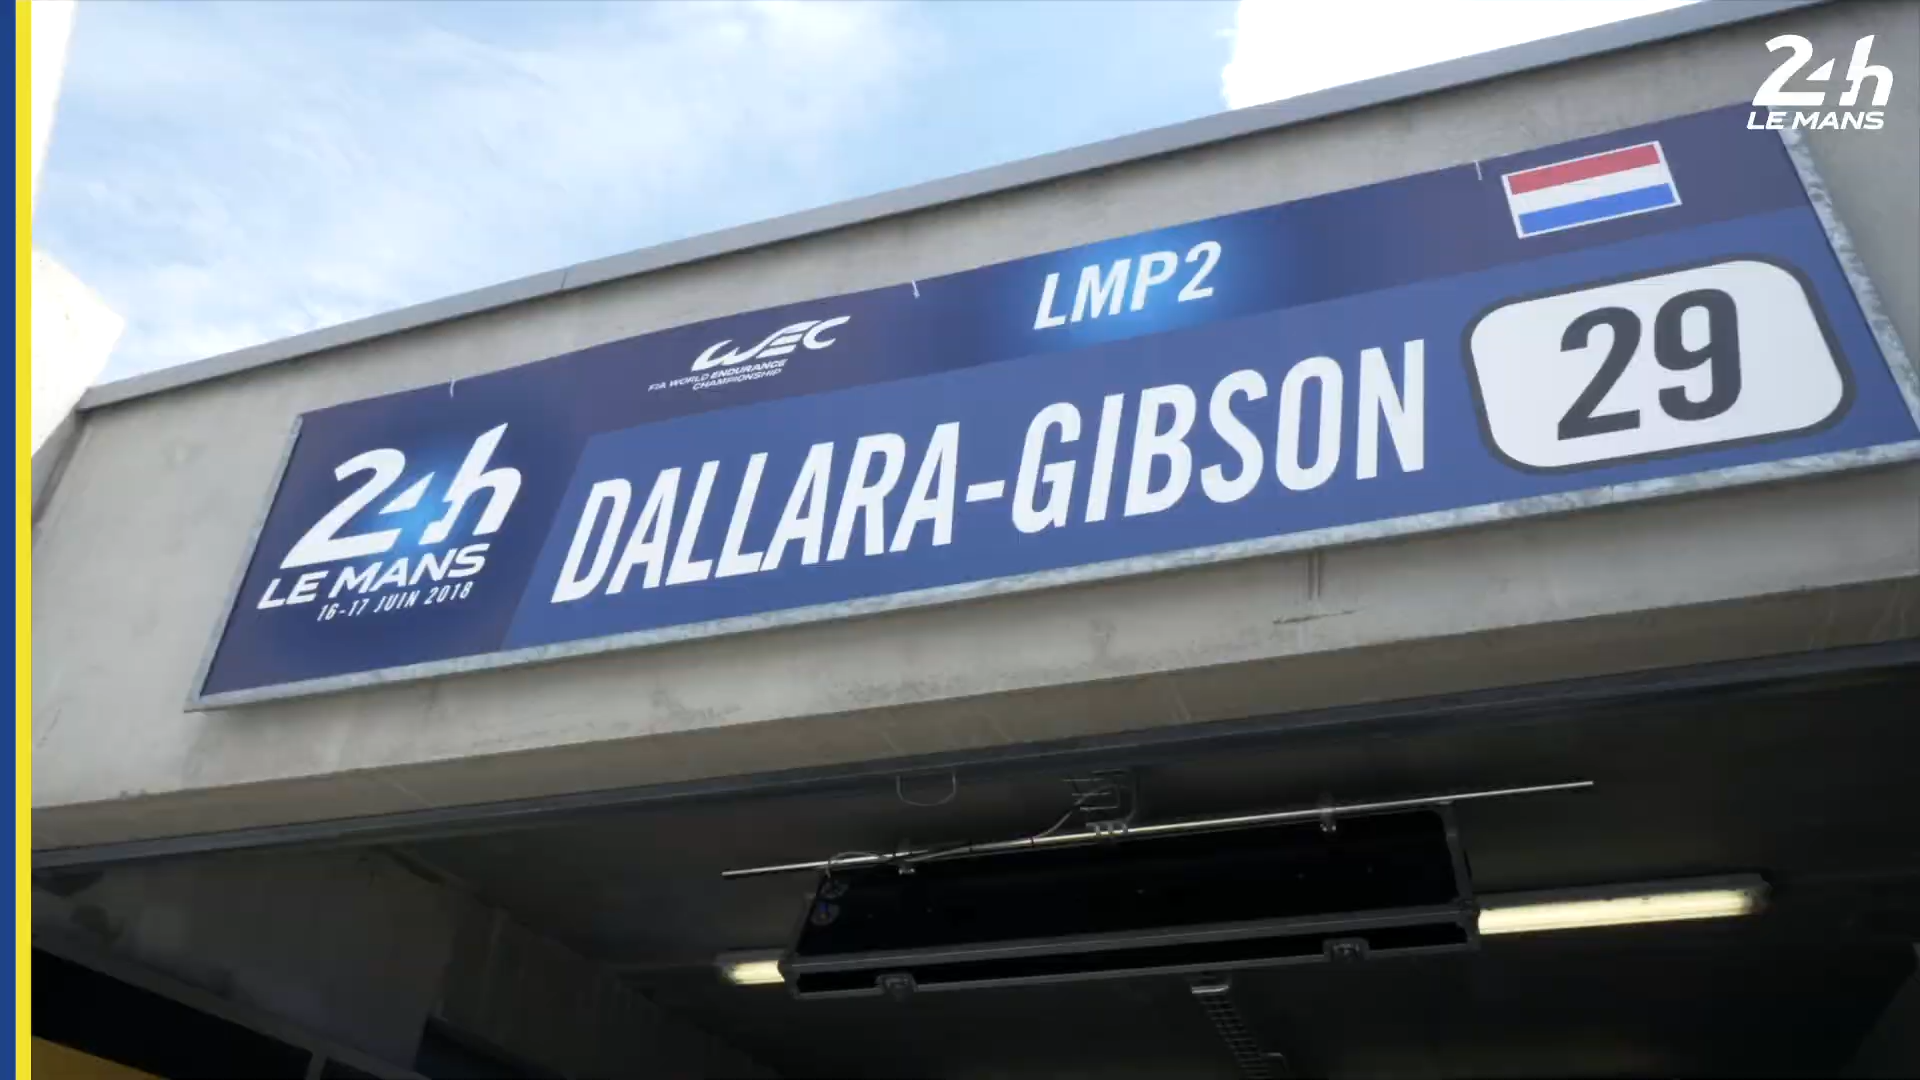 24h
LE MANS
LMP2
WEC
FIA WORLD ENDURANCE
CHAMPIONSHIP
29
DALLARA-GIBSON
24h
LE MANS
16-17 JUIN 2018